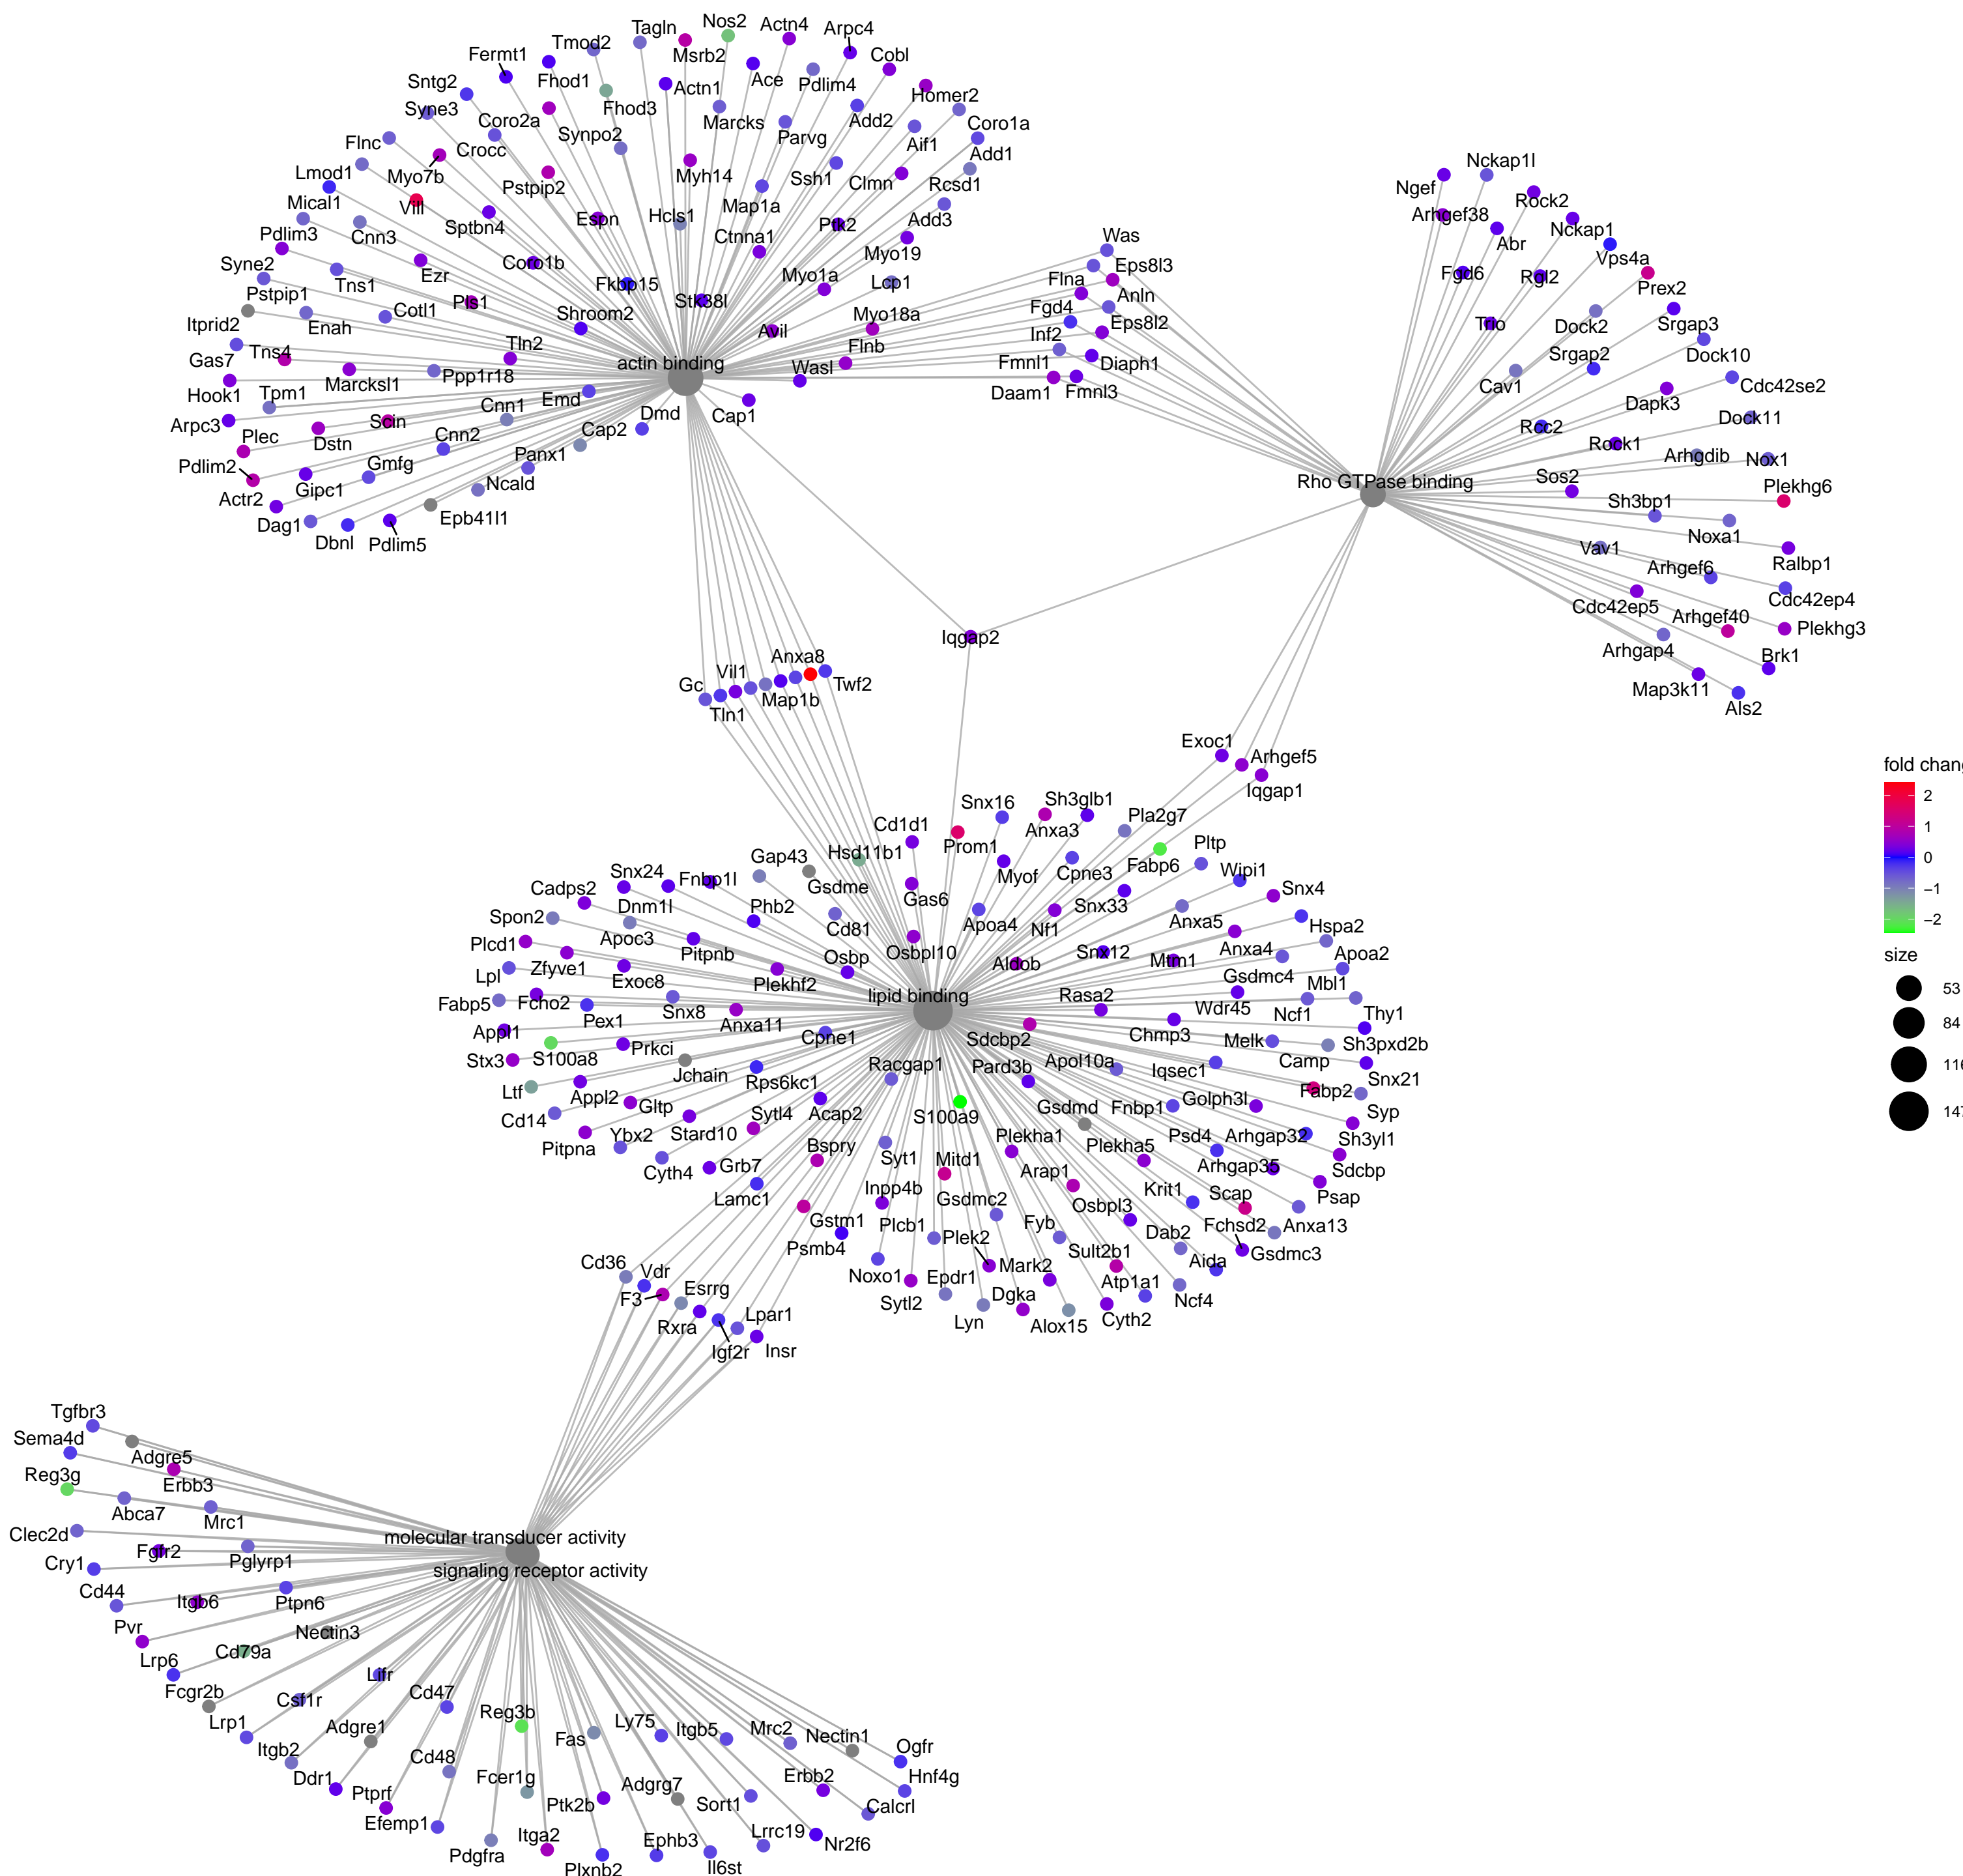 Nos2
Tagln
Actn4
Arpc4
Tmod2
Msrb2
Fermt1
Cobl
Fhod1
Ace
Pdlim4
Sntg2
Actn1
Homer2
Syne3
Fhod3
Coro2a
Marcks
Add2
Coro1a
Synpo2
Parvg
Flnc
Crocc
Aif1
Add1
Lmod1
Myo7b
Pstpip2
Myh14
Ssh1
Clmn
Rcsd1
Mical1
Vill
Map1a
Pdlim3
Cnn3
Sptbn4
Espn
Hcls1
Ptk2
Add3
Ctnna1
Syne2
Ezr
Coro1b
Myo19
Pstpip1
Tns1
Fkbp15
Myo1a
Lcp1
Itprid2
Enah
Cotl1
Pls1
Shroom2
Stk38l
Myo18a
Gas7
Tns4
Tln2
Avil
Flnb
actin binding
Hook1
Tpm1
Marcksl1
Ppp1r18
Wasl
Arpc3
Plec
Dstn
Scin
Cnn1
Emd
Dmd
Cap1
Pdlim2
Cnn2
Cap2
Gmfg
Panx1
Actr2
Gipc1
Ncald
Dag1
Dbnl
Pdlim5
Epb41l1
Was
Flna
Eps8l3
Fgd4
Anln
Inf2
Eps8l2
Fmnl1
Diaph1
Daam1
Fmnl3
Ngef
Nckap1l
Arhgef38
Rock2
Abr
Nckap1
Fgd6
Rgl2
Vps4a
Prex2
Trio
Dock2
Srgap3
Srgap2
Dock10
Cav1
Cdc42se2
Dapk3
Rcc2
Dock11
Rock1
Arhgdib
Nox1
Rho GTPase binding
Sos2
Plekhg6
Sh3bp1
Noxa1
Vav1
Ralbp1
Arhgef6
Cdc42ep5
Cdc42ep4
Arhgef40
Plekhg3
Arhgap4
Brk1
Map3k11
Als2
Iqgap2
Gc
Vil1
Anxa8
Tln1
Map1b
Twf2
Exoc1
Arhgef5
Iqgap1
fold chang
2
1
0
−1
−2
size
53
84
116
147
Snx16
Sh3glb1
Cd1d1
Prom1
Anxa3
Pla2g7
Gap43
Hsd11b1
Myof
Cpne3
Fabp6
Pltp
Snx24
Fnbp1l
Gsdme
Wipi1
Cadps2
Gas6
Snx33
Snx4
Spon2
Dnm1l
Phb2
Cd81
Apoa4
Nf1
Anxa5
Hspa2
Plcd1
Apoc3
Pitpnb
Osbp
Osbpl10
Aldob
Snx12
Mtm1
Anxa4
Apoa2
Lpl
Zfyve1
Exoc8
Plekhf2
Gsdmc4
Fabp5
Fcho2
lipid binding
Rasa2
Wdr45
Mbl1
Pex1
Snx8
Anxa11
Ncf1
Thy1
Appl1
Cpne1
Sdcbp2
Chmp3
Melk
Sh3pxd2b
Stx3
S100a8
Prkci
Jchain
Racgap1
Pard3b
Apol10a
Iqsec1
Camp
Snx21
Ltf
Appl2
Gltp
Rps6kc1
Fabp2
Cd14
Sytl4
Acap2
S100a9
Gsdmd
Fnbp1
Golph3l
Syp
Pitpna
Ybx2
Stard10
Bspry
Syt1
Plekha1
Plekha5
Psd4
Arhgap32
Sh3yl1
Cyth4
Grb7
Mitd1
Arap1
Arhgap35
Sdcbp
Lamc1
Inpp4b
Gsdmc2
Krit1
Scap
Psap
Gstm1
Plcb1
Osbpl3
Fyb
Dab2
Fchsd2
Anxa13
Psmb4
Plek2
Mark2
Sult2b1
Aida
Gsdmc3
Noxo1
Epdr1
Atp1a1
Sytl2
Dgka
Lyn
Alox15
Cyth2
Ncf4
Cd36
Vdr
F3
Esrrg
Rxra
Lpar1
Igf2r
Insr
Tgfbr3
Sema4d
Adgre5
Reg3g
Erbb3
Abca7
Mrc1
Clec2d
molecular transducer activity
Cry1
Fgfr2
Pglyrp1
signaling receptor activity
Cd44
Itgb6
Ptpn6
Pvr
Nectin3
Lrp6
Cd79a
Lifr
Fcgr2b
Csf1r
Cd47
Lrp1
Adgre1
Reg3b
Ly75
Itgb5
Mrc2
Nectin1
Itgb2
Cd48
Fas
Ogfr
Ddr1
Ptprf
Fcer1g
Adgrg7
Erbb2
Hnf4g
Efemp1
Ptk2b
Sort1
Calcrl
Pdgfra
Itga2
Ephb3
Lrrc19
Nr2f6
Plxnb2
Il6st